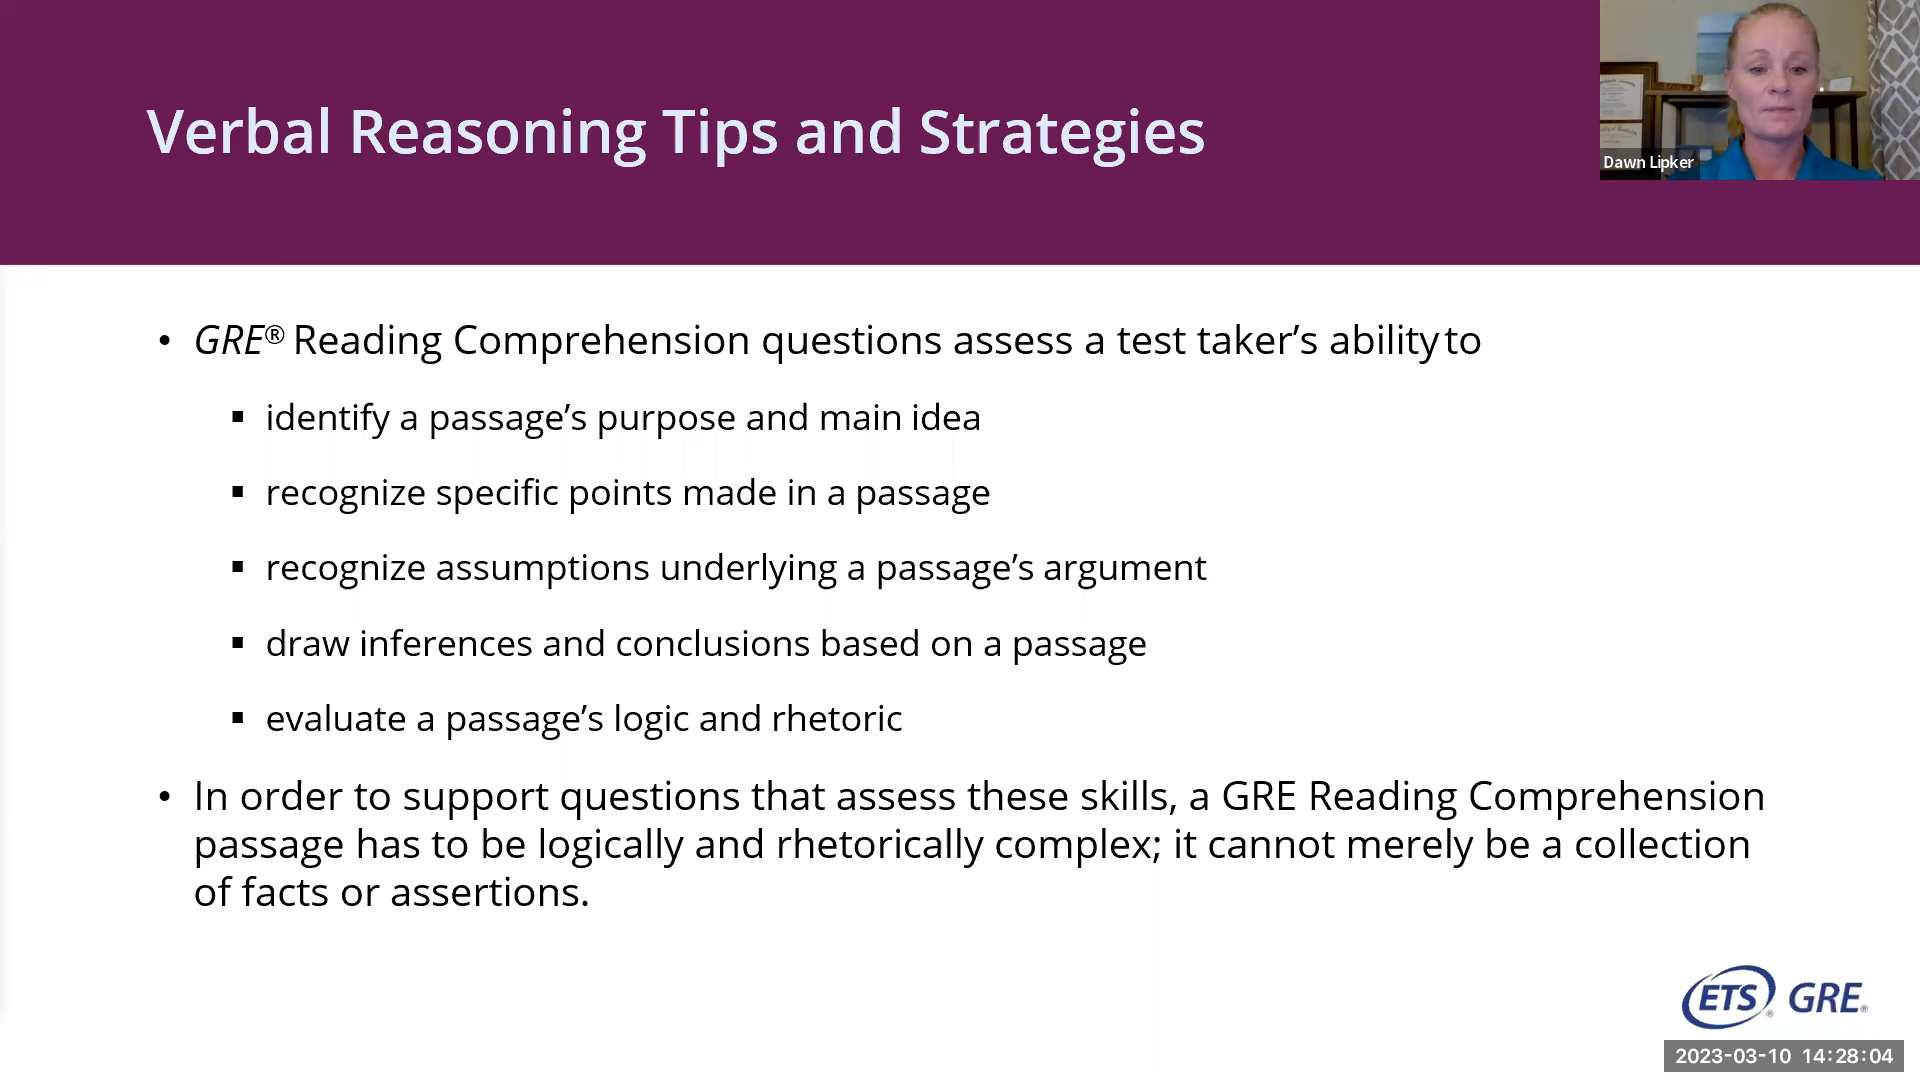 Verbal Reasoning Tips and Strategies
Dawn Lipker
• GRE® Reading Comprehension questions assess a test taker’s ability to
▪ identify a passage’s purpose and main idea
▪ recognize specific points made in a passage
▪ recognize assumptions underlying a passage’s argument
▪ draw inferences and conclusions based on a passage
▪ evaluate a passage’s logic and rhetoric
• In order to support questions that assess these skills, a GRE Reading Comprehension
passage has to be logically and rhetorically complex; it cannot merely be a collection
of facts or assertions.
ETS® GRE®
2023-03-10 14:28:04